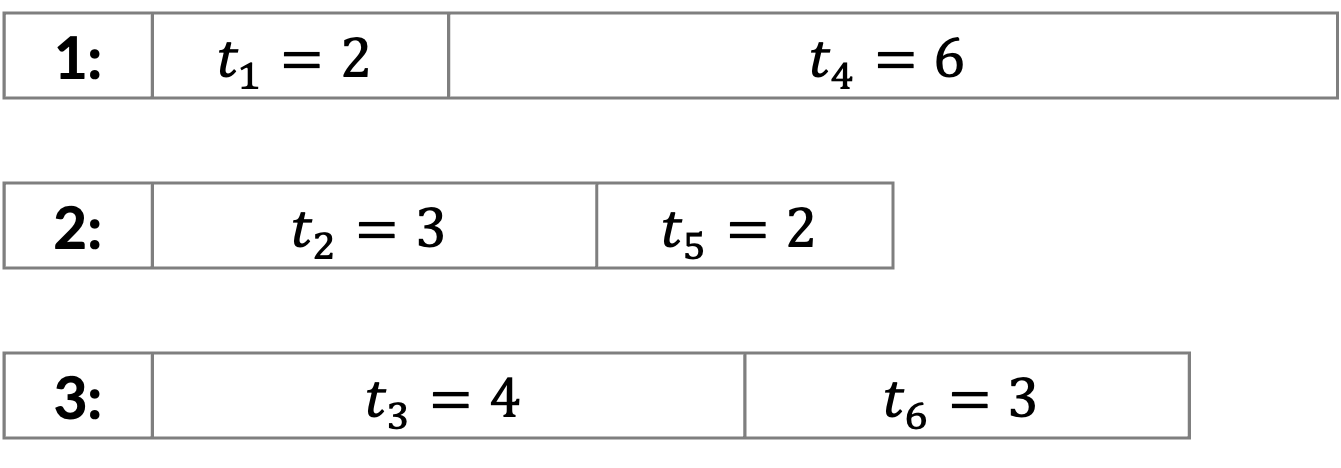 1: t₁ = 2 t₄ = 6
2: t₂ = 3 t₅ = 2
3: t₃ = 4 t₆ = 3